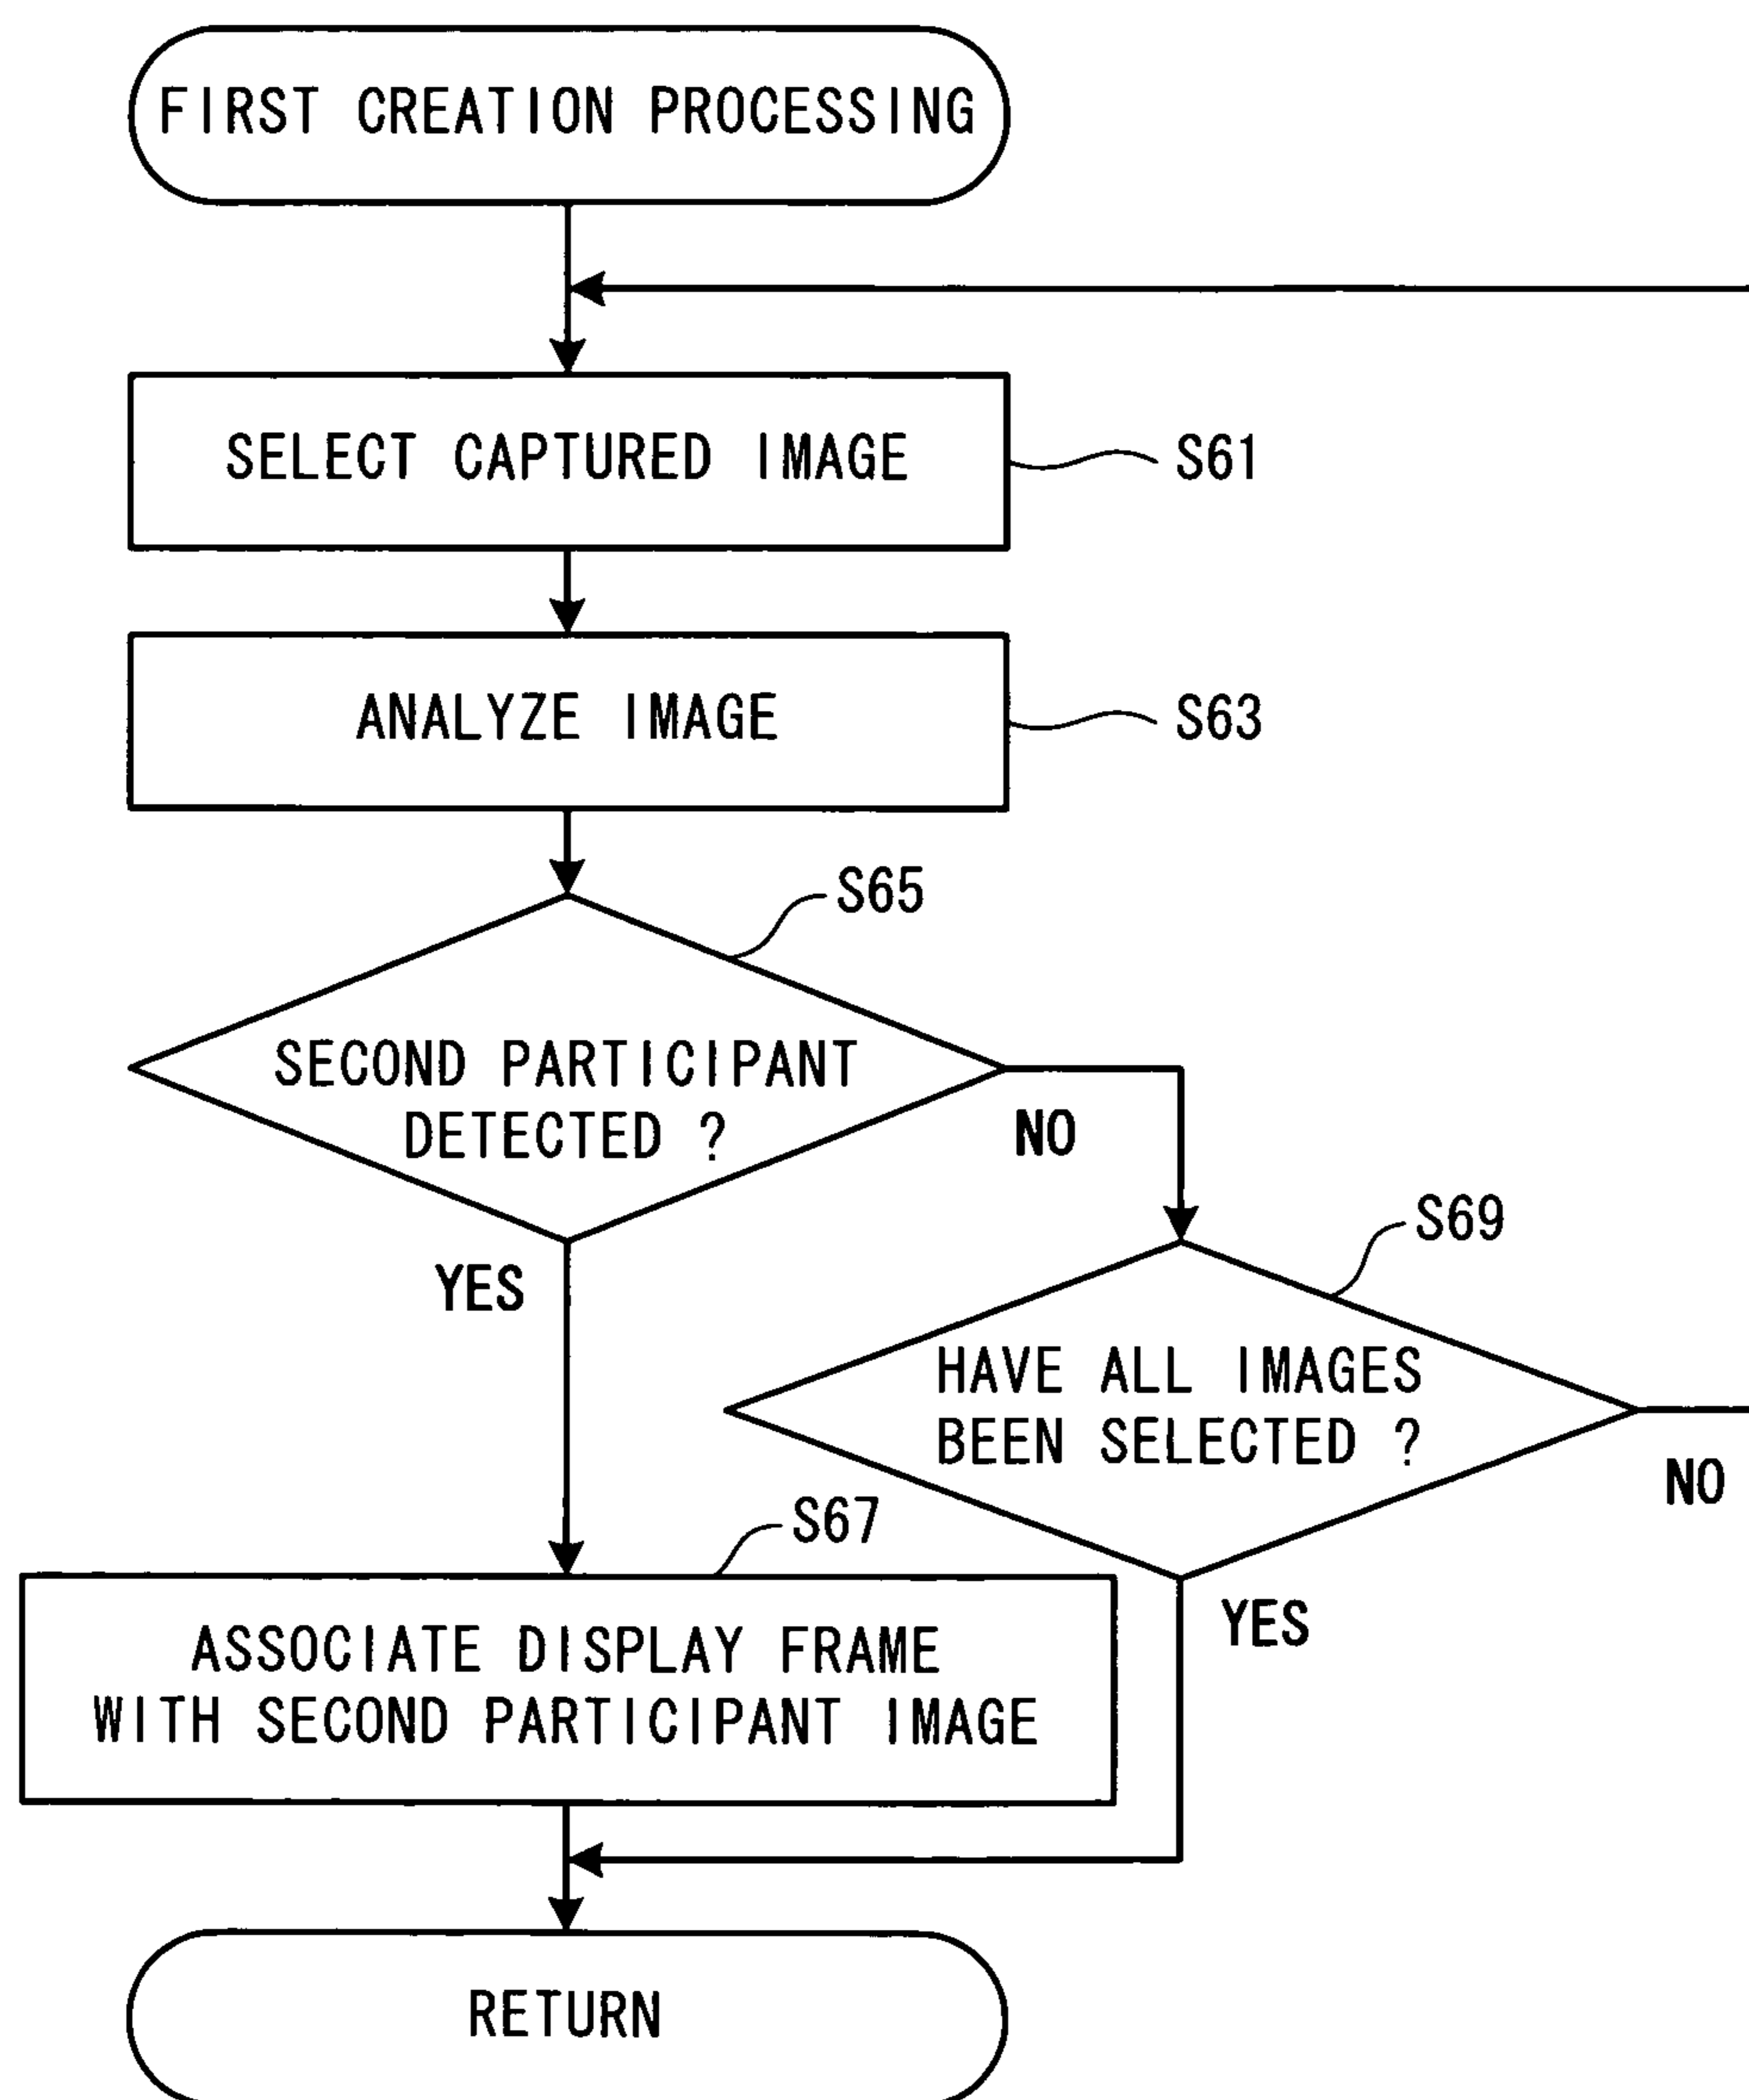 FIRST CREATION PROCESSING
SELECT CAPTURED IMAGE
S61
ANALYZE IMAGE
S63
S65
SECOND PARTICIPANT
DETECTED ?
NO
YES
S69
HAVE ALL IMAGES
BEEN SELECTED ?
NO
S67
YES
ASSOCIATE DISPLAY FRAME
WITH SECOND PARTICIPANT IMAGE
RETURN